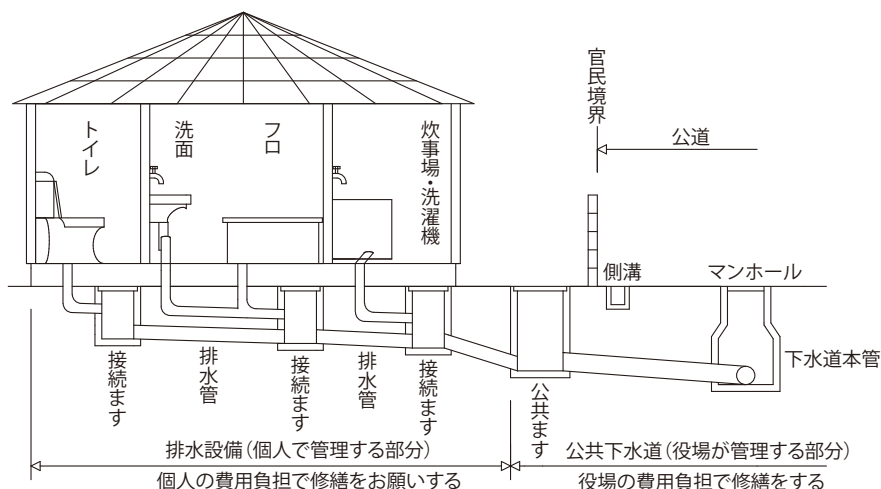 官民境界
公道
トイレ
洗面
フロ
炊事場・洗濯機
側溝
マンホール
下水道本管
接続ます
排水管
接続ます
排水管
接続ます
公共ます
排水設備(個人で管理する部分)
個人の費用負担で修繕をお願いする
公共下水道(役場が管理する部分)
役場の費用負担で修繕をする